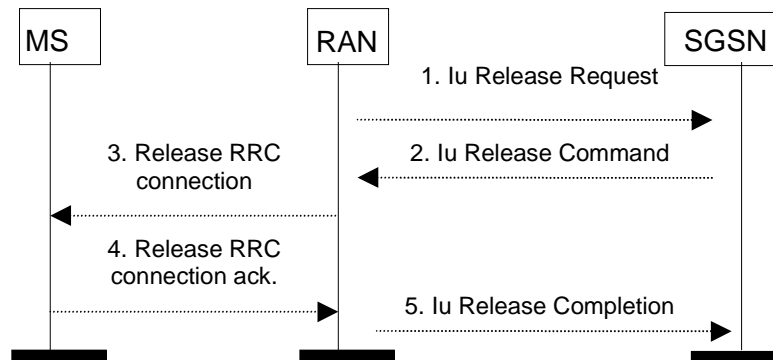 MS
RAN
SGSN
1. Iu Release Request
2. Iu Release Command
3. Release RRC
connection
4. Release RRC
connection ack.
5. Iu Release Completion